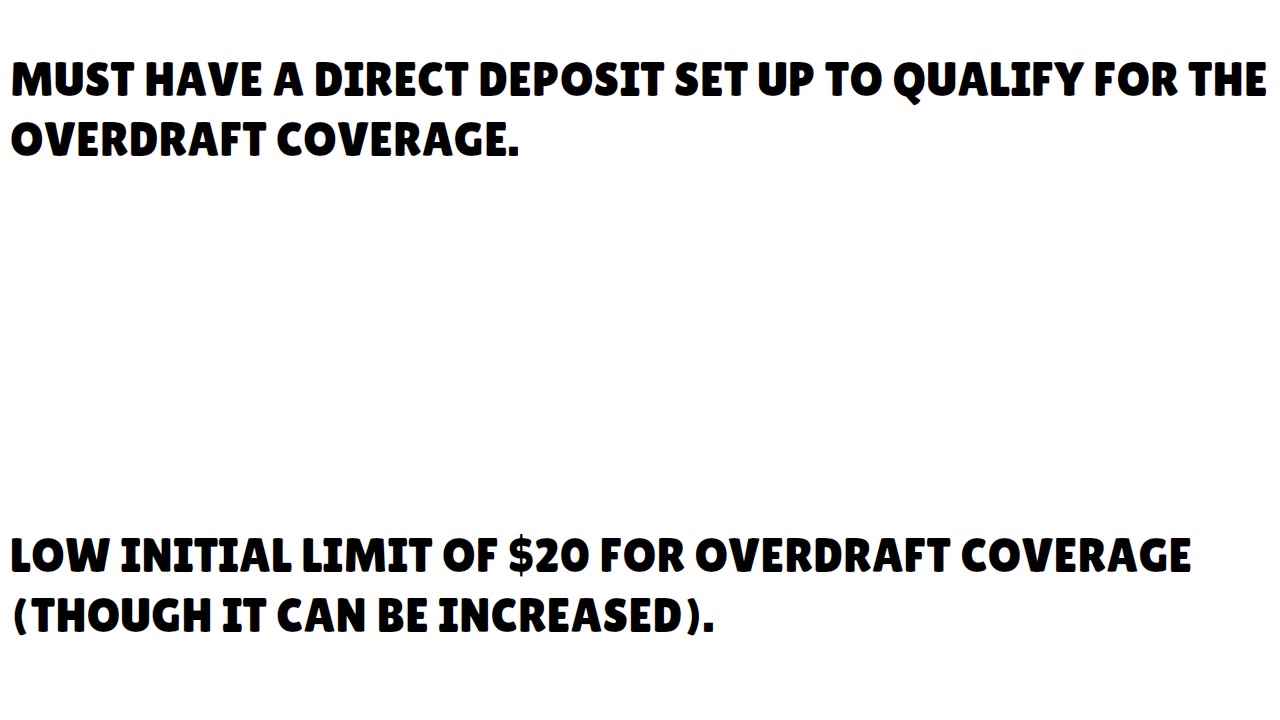 MUST HAVE A DIRECT DEPOSIT SET UP TO QUALIFY FOR THE
OVERDRAFT COVERAGE.
LOW INITIAL LIMIT OF $20 FOR OVERDRAFT COVERAGE
(THOUGH IT CAN BE INCREASED).